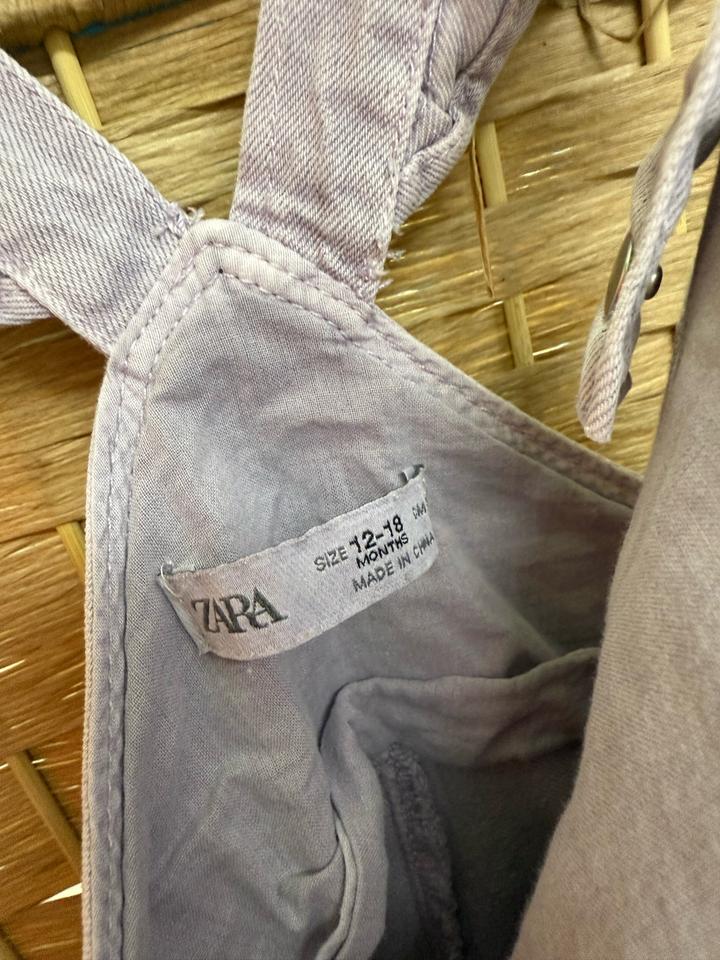 ZARA
SIZE 12-18
MONTHS
MADE IN CHINA